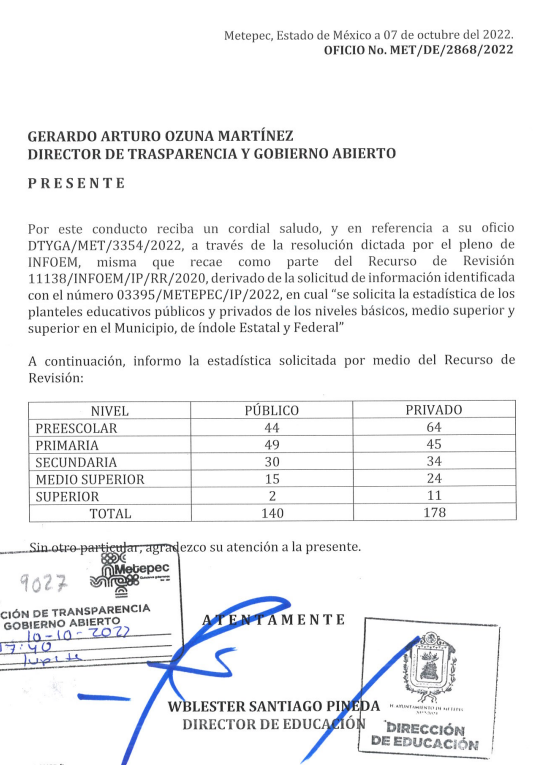 Metepec, Estado de México a 07 de octubre del 2022.
OFICIO No. MET/DE/2868/2022
GERARDO ARTURO OZUNA MARTÍNEZ
DIRECTOR DE TRASPARENCIA Y GOBIERNO ABIERTO
P R E S E N T E
Por este conducto reciba un cordial saludo, y en referencia a su oficio
DTYGA/MET/3354/2022, a través de la resolución dictada por el pleno de
INFOEM, misma que recae como parte del Recurso de Revisión
11138/INFOEM/IP/RR/2020, derivado de la solicitud de información identificada
con el número 03395/METEPEC/IP/2022, en cual “se solicita la estadística de los
planteles educativos públicos y privados de los niveles básicos, medio superior y
superior en el Municipio, de índole Estatal y Federal”
A continuación, informo la estadística solicitada por medio del Recurso de
Revisión:
NIVEL PÚBLICO PRIVADO
PREESCOLAR 44 64
PRIMARIA 49 45
SECUNDARIA 30 34
MEDIO SUPERIOR 15 24
SUPERIOR 2 11
TOTAL 140 178
Sin otro particular, agradezco su atención a la presente.
Metepec
9027
CIÓN DE TRANSPARENCIA
GOBIERNO ABIERTO
10-10-2022
17:40
A T E N T A M E N T E
WBLESTER SANTIAGO PINEDA
DIRECTOR DE EDUCACIÓN
DIRECCIÓN
DE EDUCACIÓN